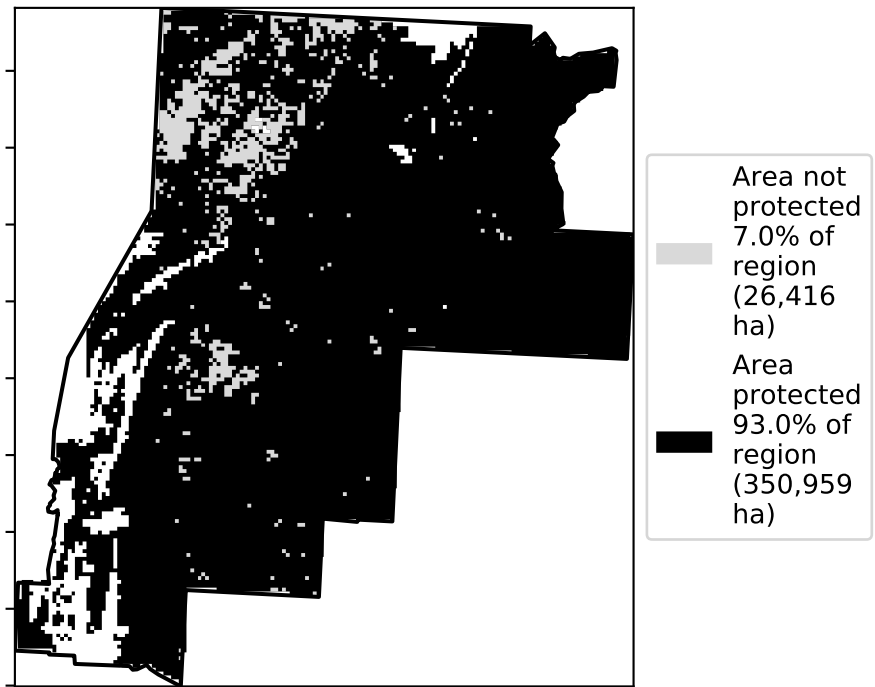 Area not
protected
7.0% of
region
(26,416
ha)
Area
protected
93.0% of
region
(350,959
ha)